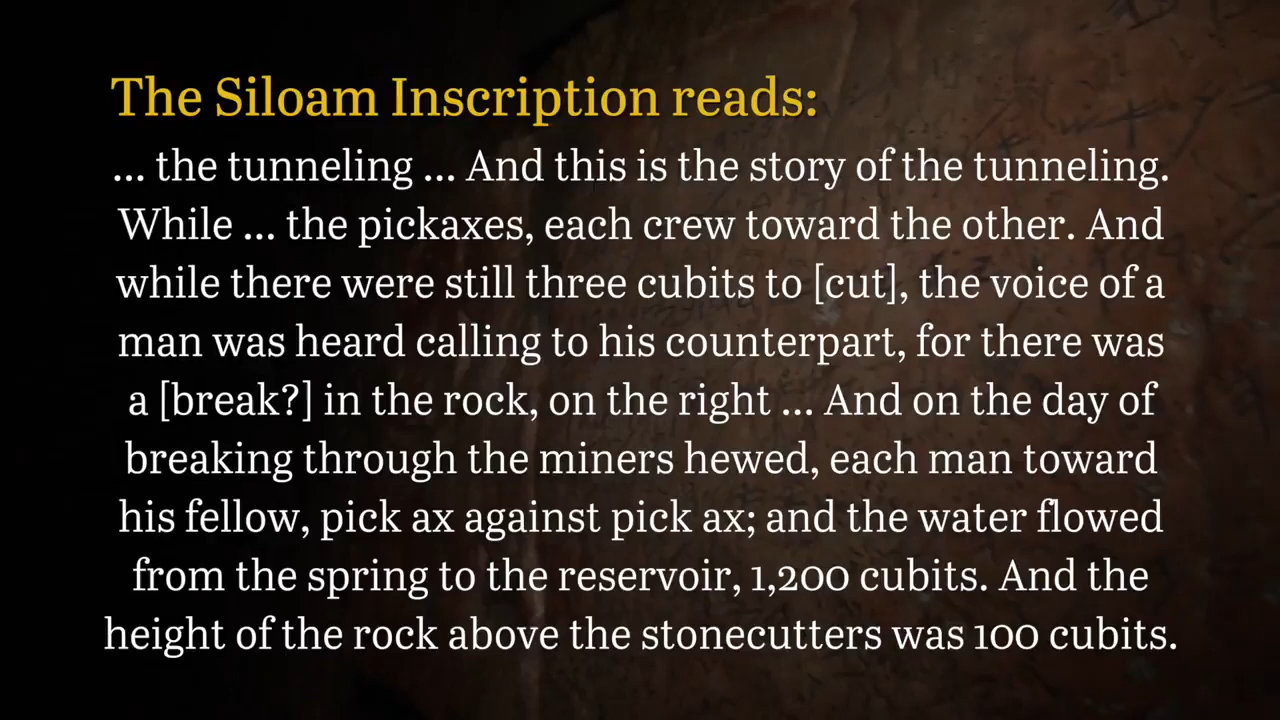 The Siloam Inscription reads:
... the tunneling ... And this is the story of the tunneling.
While ... the pickaxes, each crew toward the other. And
while there were still three cubits to [cut], the voice of a
man was heard calling to his counterpart, for there was
a [break?] in the rock, on the right ... And on the day of
breaking through the miners hewed, each man toward
his fellow, pick ax against pick ax; and the water flowed
from the spring to the reservoir, 1,200 cubits. And the
height of the rock above the stonecutters was 100 cubits.